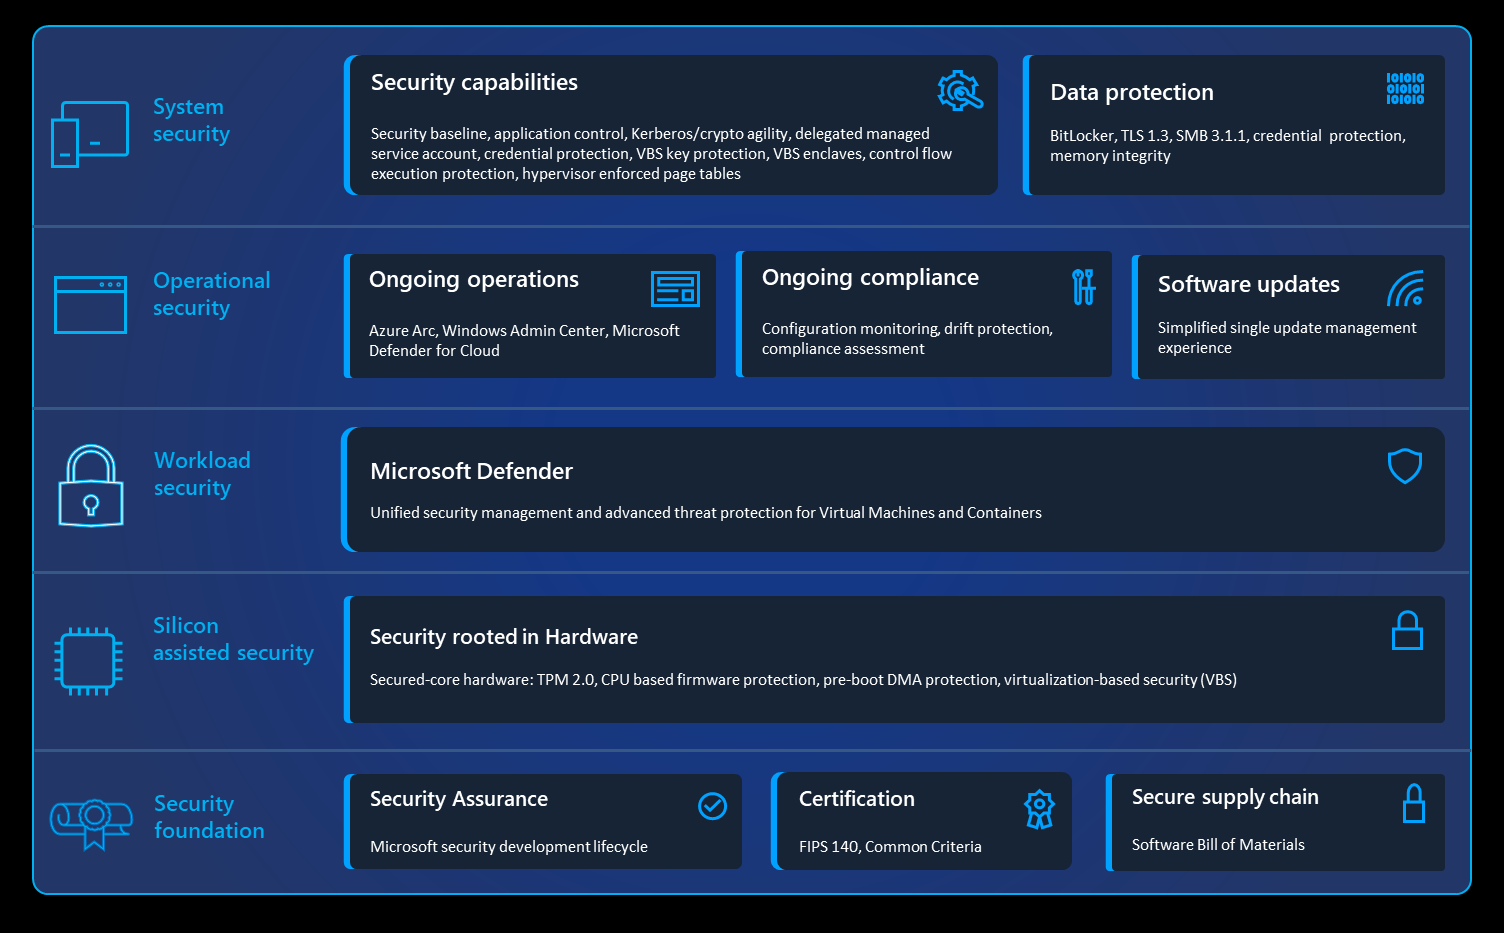 System
security
Security capabilities
Security baseline, application control, Kerberos/crypto agility, delegated managed
service account, credential protection, VBS key protection, VBS enclaves, control flow
execution protection, hypervisor enforced page tables
Data protection
010101
BitLocker, TLS 1.3, SMB 3.1.1, credential protection,
memory integrity
Operational
security
Ongoing operations
Azure Arc, Windows Admin Center, Microsoft
Defender for Cloud
Ongoing compliance
Configuration monitoring, drift protection,
compliance assessment
Software updates
Simplified single update management
experience
Workload
security
Microsoft Defender
Unified security management and advanced threat protection for Virtual Machines and Containers
Silicon
assisted security
Security rooted in Hardware
Secured-core hardware: TPM 2.0, CPU based firmware protection, pre-boot DMA protection, virtualization-based security (VBS)
Security
foundation
Security Assurance
Microsoft security development lifecycle
Certification
FIPS 140, Common Criteria
Secure supply chain
Software Bill of Materials